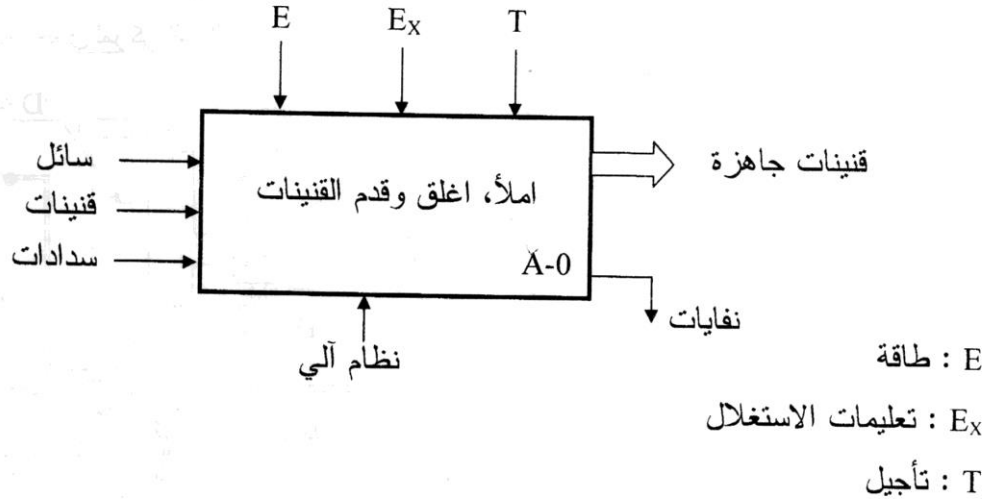 E
E_X
T
سائل
قنينات
سدادات
املأ، اغلق وقدم القنينات
A-0
قنينات جاهزة
نفايات
نظام آلي
E : طاقة
E_X : تعليمات الاستغلال
T : تأجيل